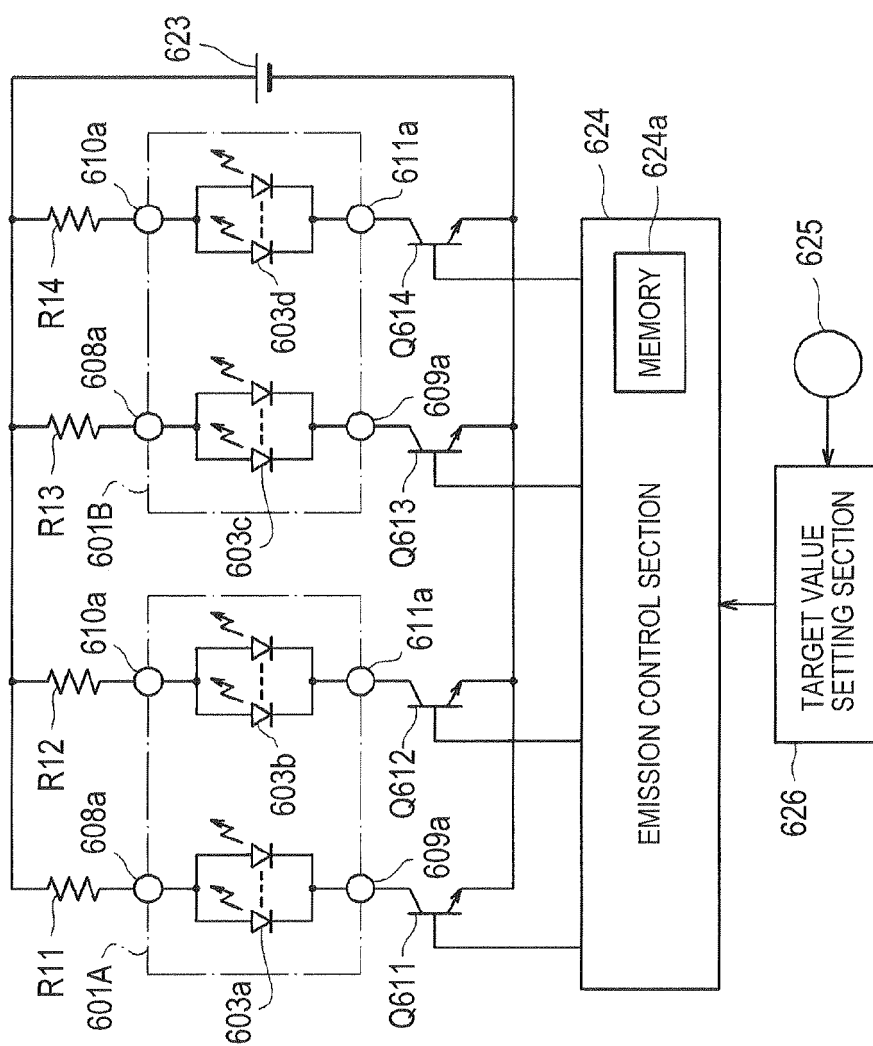 R11
R12
R13
R14
623
601A
608a
610a
601B
608a
610a
603a
603b
603c
603d
609a
611a
609a
611a
Q611
Q612
Q613
Q614
624
EMISSION CONTROL SECTION
MEMORY
624a
TARGET VALUE
SETTING SECTION
625
626